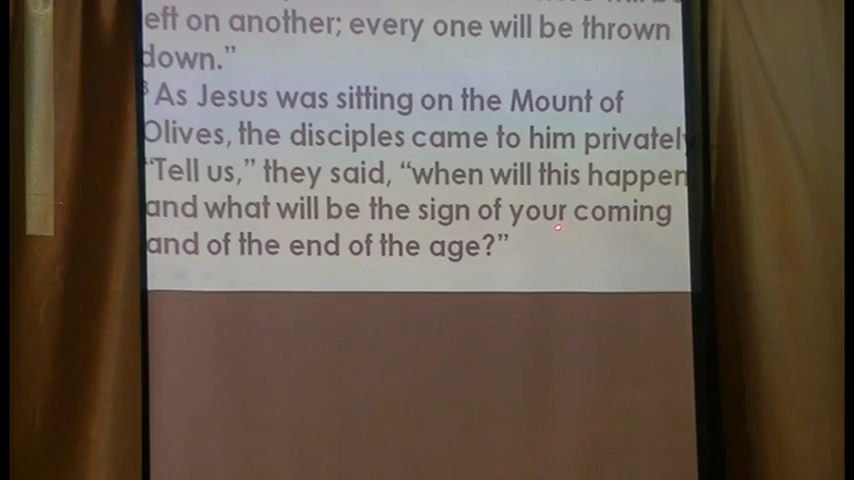 eft on another; every one will be thrown
down.”
3 As Jesus was sitting on the Mount of
Olives, the disciples came to him privately
“Tell us,” they said, “when will this happen
and what will be the sign of your coming
and of the end of the age?”